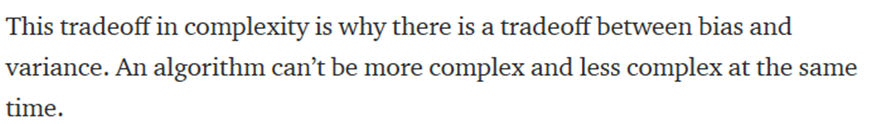 This tradeoff in complexity is why there is a tradeoff between bias and
variance. An algorithm can’t be more complex and less complex at the same
time.